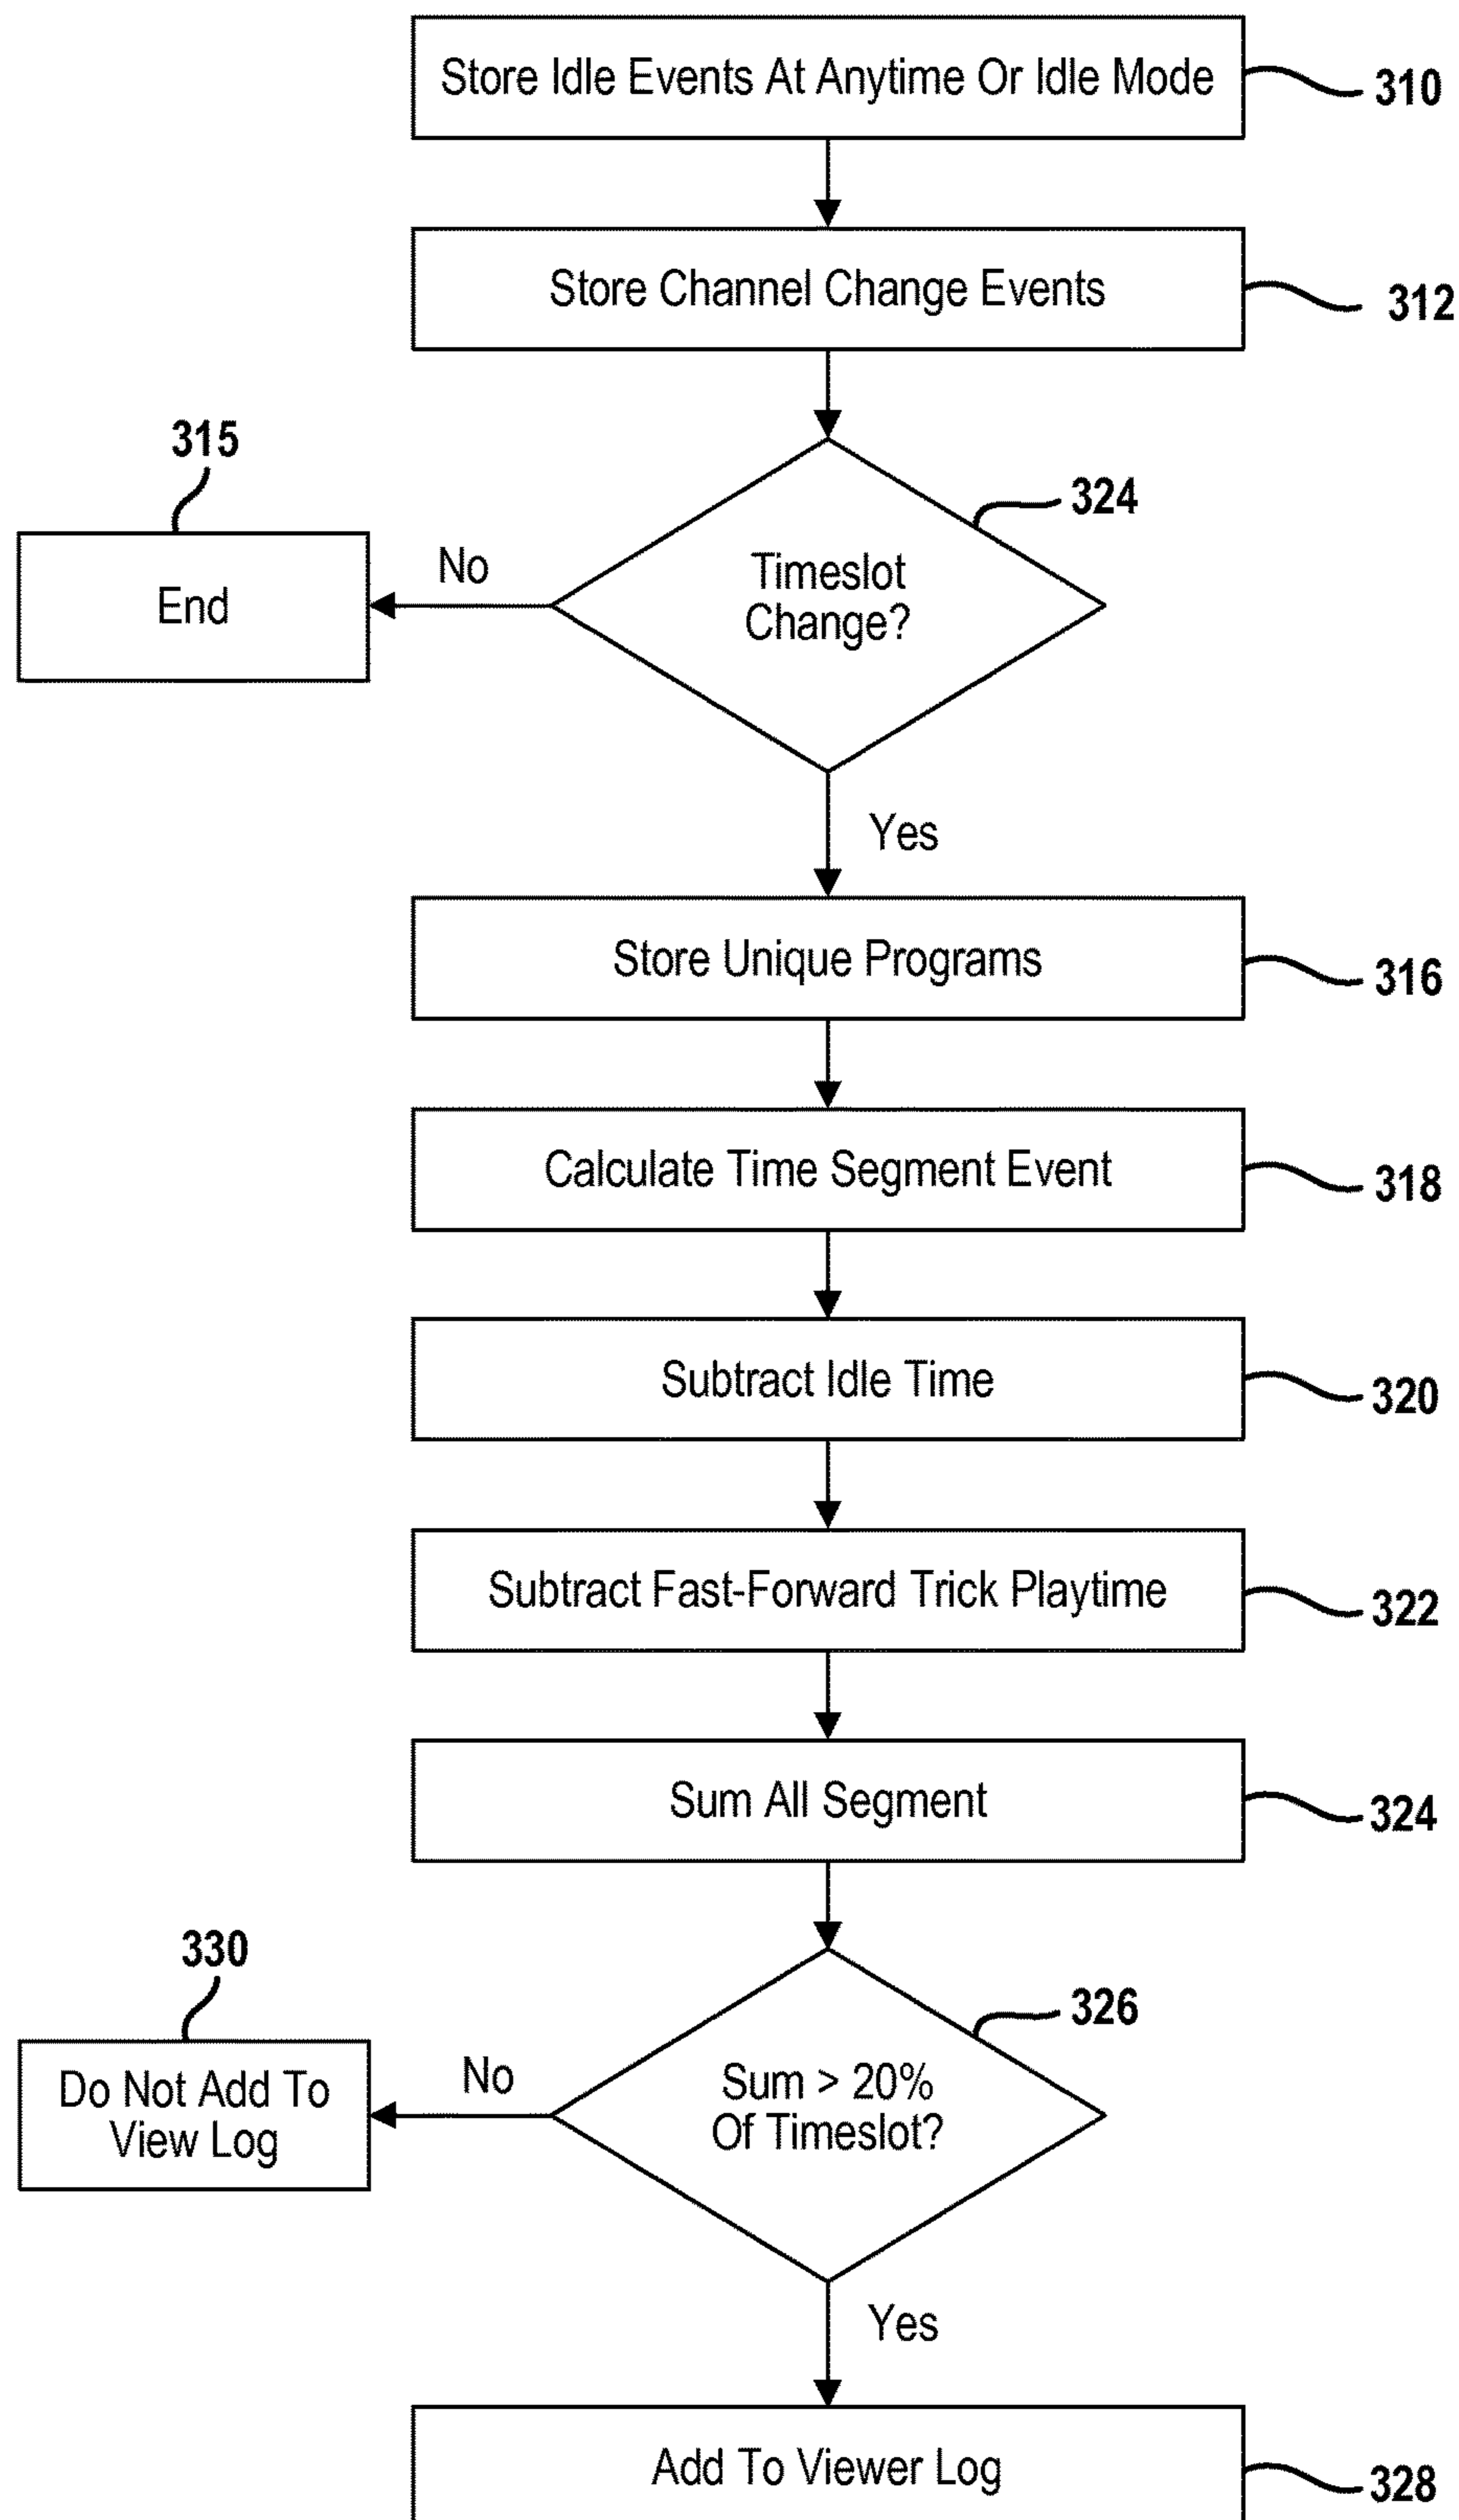 Store Idle Events At Anytime Or Idle Mode
310
Store Channel Change Events
312
315
324
End
No
Timeslot
Change?
Yes
Store Unique Programs
316
Calculate Time Segment Event
318
Subtract Idle Time
320
Subtract Fast-Forward Trick Playtime
322
Sum All Segment
324
330
326
Do Not Add To
View Log
No
Sum > 20%
Of Timeslot?
Yes
Add To Viewer Log
328